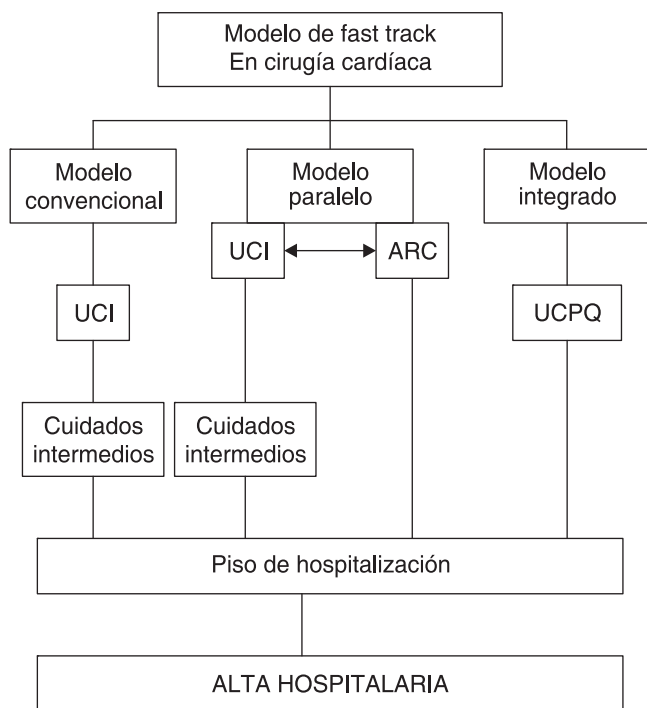 Modelo de fast track
En cirugía cardíaca
Modelo
convencional
Modelo
paralelo
Modelo
integrado
UCI
ARC
UCI
UCPQ
Cuidados
intermedios
Cuidados
intermedios
Piso de hospitalización
ALTA HOSPITALARIA